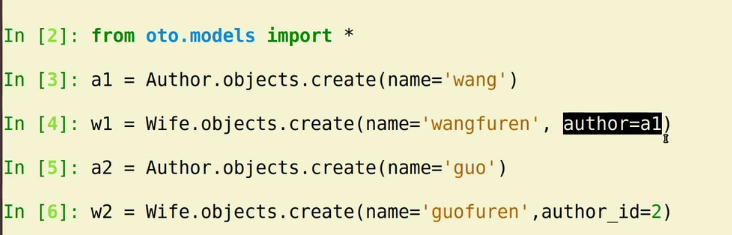 In [2]: from oto.models import *
In [3]: a1 = Author.objects.create(name='wang')
In [4]: w1 = Wife.objects.create(name='wangfuren', author=a1)
In [5]: a2 = Author.objects.create(name='guo')
In [6]: w2 = Wife.objects.create(name='guofuren',author_id=2)